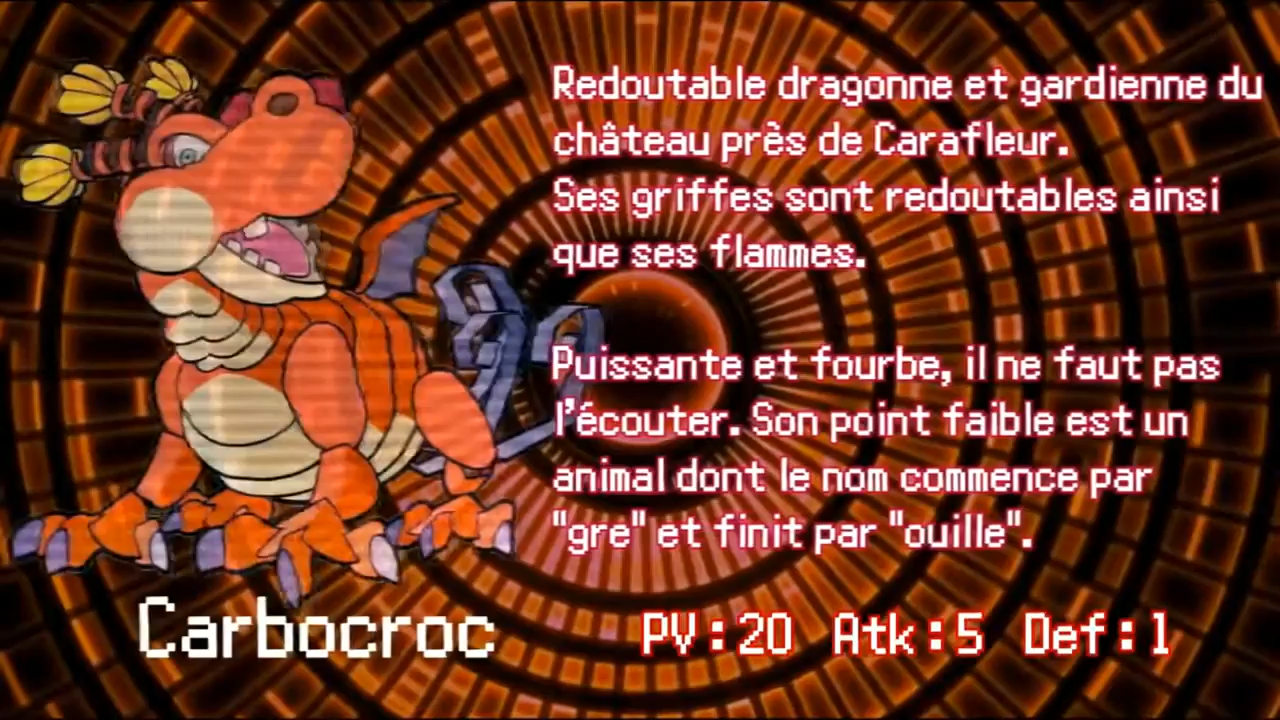 Redoutable dragonne et gardienne du
château près de Carafleur.
Ses griffes sont redoutables ainsi
que ses flammes.
Puissante et fourbe, il ne faut pas
l'écouter. Son point faible est un
animal dont le nom commence par
"gre" et finit par "ouille".
Carbocroc
PV:20 Atk:5 Def:1